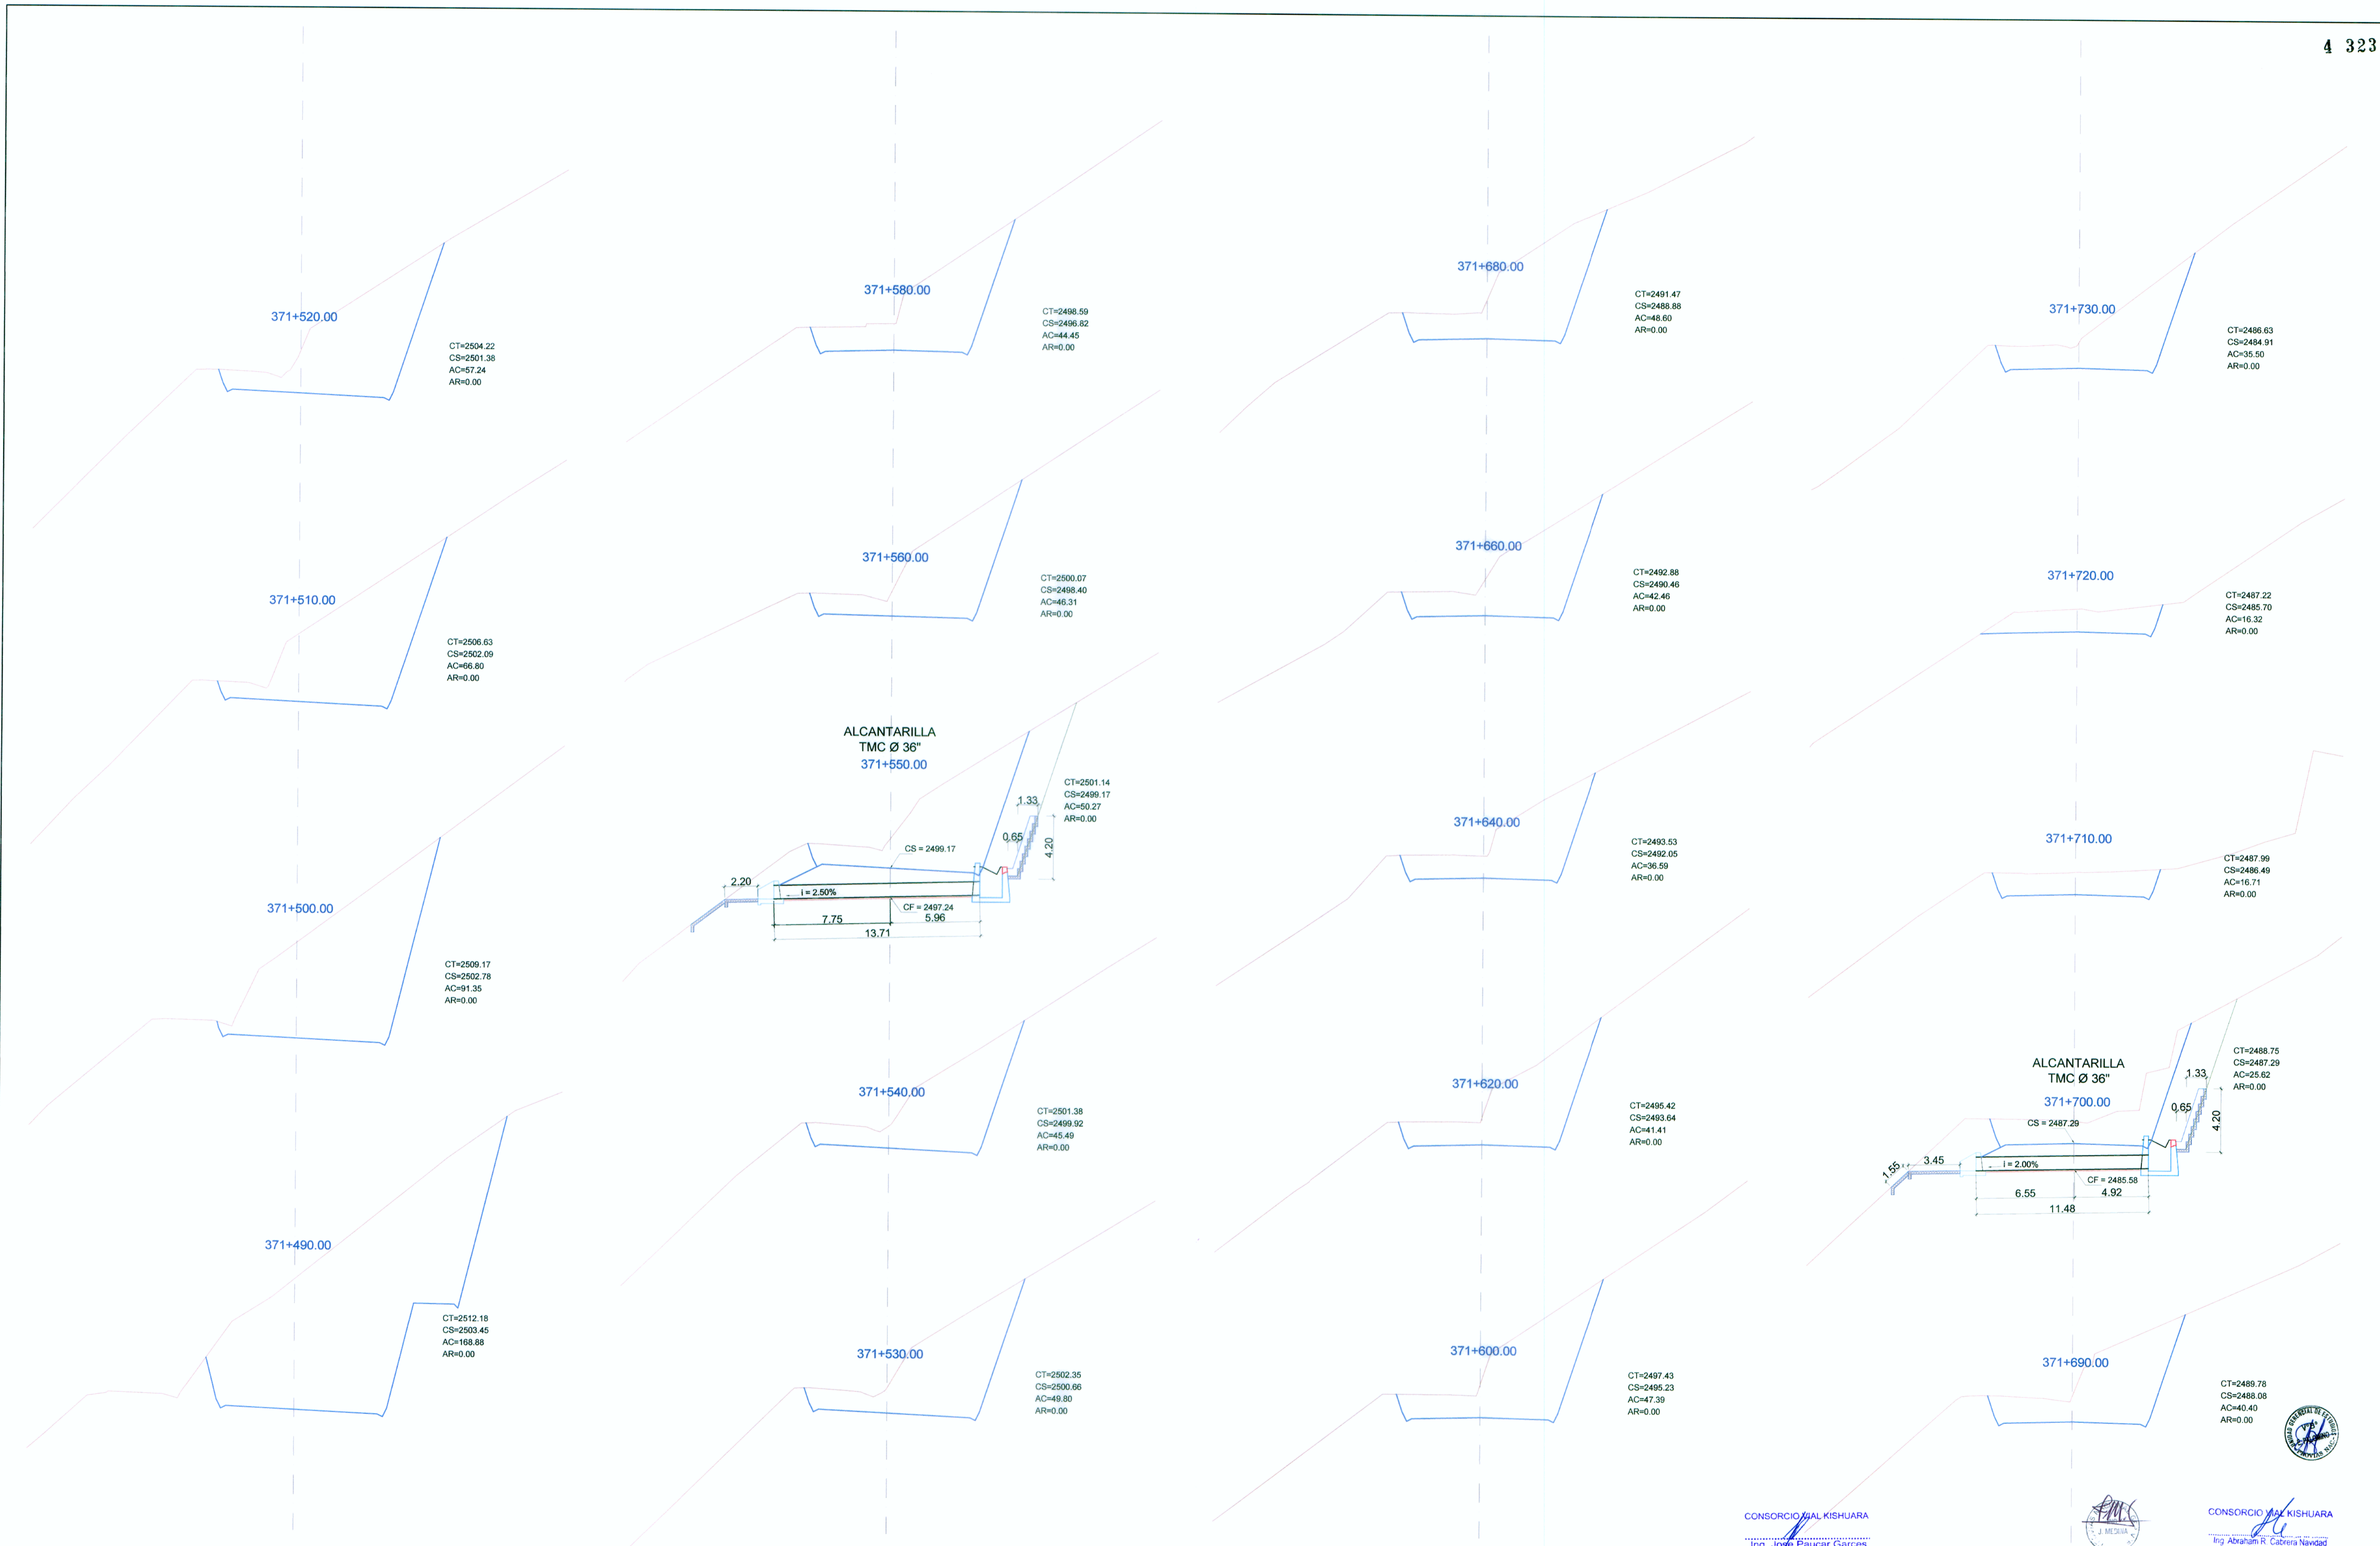 4 323
371+520.00
CT=2504.22
CS=2501.38
AC=57.24
AR=0.00
371+510.00
CT=2506.63
CS=2502.09
AC=66.80
AR=0.00
371+500.00
CT=2509.17
CS=2502.78
AC=91.35
AR=0.00
371+490.00
CT=2512.18
CS=2503.45
AC=168.88
AR=0.00
371+580.00
CT=2498.59
CS=2496.82
AC=44.45
AR=0.00
371+560.00
CT=2500.07
CS=2498.40
AC=46.31
AR=0.00
ALCANTARILLA
TMC Ø 36"
371+550.00
CT=2501.14
CS=2499.17
AC=50.27
AR=0.00
1.33
0.65
4.20
CS = 2499.17
2.20
i = 2.50%
CF = 2497.24
7.75
5.96
13.71
371+540.00
CT=2501.38
CS=2499.92
AC=45.49
AR=0.00
371+530.00
CT=2502.35
CS=2500.66
AC=49.80
AR=0.00
371+680.00
CT=2491.47
CS=2488.88
AC=48.60
AR=0.00
371+660.00
CT=2492.88
CS=2490.46
AC=42.46
AR=0.00
371+640.00
CT=2493.53
CS=2492.05
AC=36.59
AR=0.00
371+620.00
CT=2495.42
CS=2493.64
AC=41.41
AR=0.00
371+600.00
CT=2497.43
CS=2495.23
AC=47.39
AR=0.00
371+730.00
CT=2486.63
CS=2484.91
AC=35.50
AR=0.00
371+720.00
CT=2487.22
CS=2485.70
AC=16.32
AR=0.00
371+710.00
CT=2487.99
CS=2486.49
AC=16.71
AR=0.00
ALCANTARILLA
TMC Ø 36"
371+700.00
CT=2488.75
CS=2487.29
AC=25.62
AR=0.00
1.33
0.65
4.20
CS = 2487.29
1.55
3.45
i = 2.00%
CF = 2485.58
6.55
4.92
11.48
371+690.00
CT=2489.78
CS=2488.08
AC=40.40
AR=0.00
UNIDAD GERENCIAL DE ESTUDIOS
PROVIAS NAC
CONSORCIO VIAL KISHUARA
Ing. Jose Paucar Garces
J. MEDINA
CONSORCIO VIAL KISHUARA
Ing Abraham R. Cabrera Navidad